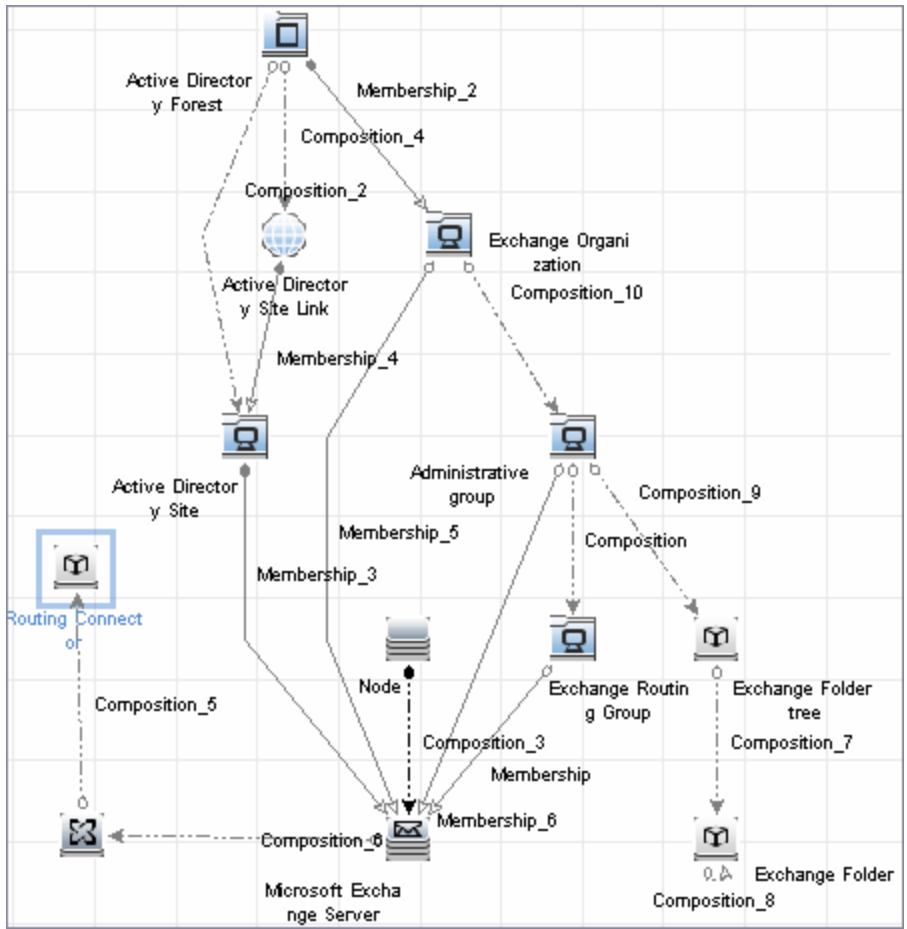 Active Director
y Forest
Membership_2
Composition_4
Composition_2
Exchange Organi
zation
Active Director
y Site Link
Composition_10
Membership_4
Administrative
group
Active Director
y Site
Composition_9
Membership_5
Composition
Membership_3
Routing Connect
or
Node
Exchange Routin
g Group
Exchange Folder
tree
Composition_5
Composition_3
Composition_7
Membership
Membership_6
Composition_6
Exchange Folder
Microsoft Excha
nge Server
Composition_8